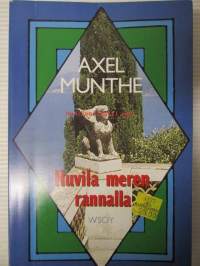 AXEL
MUNTHE
Huvila meren
rannalla
WSOY